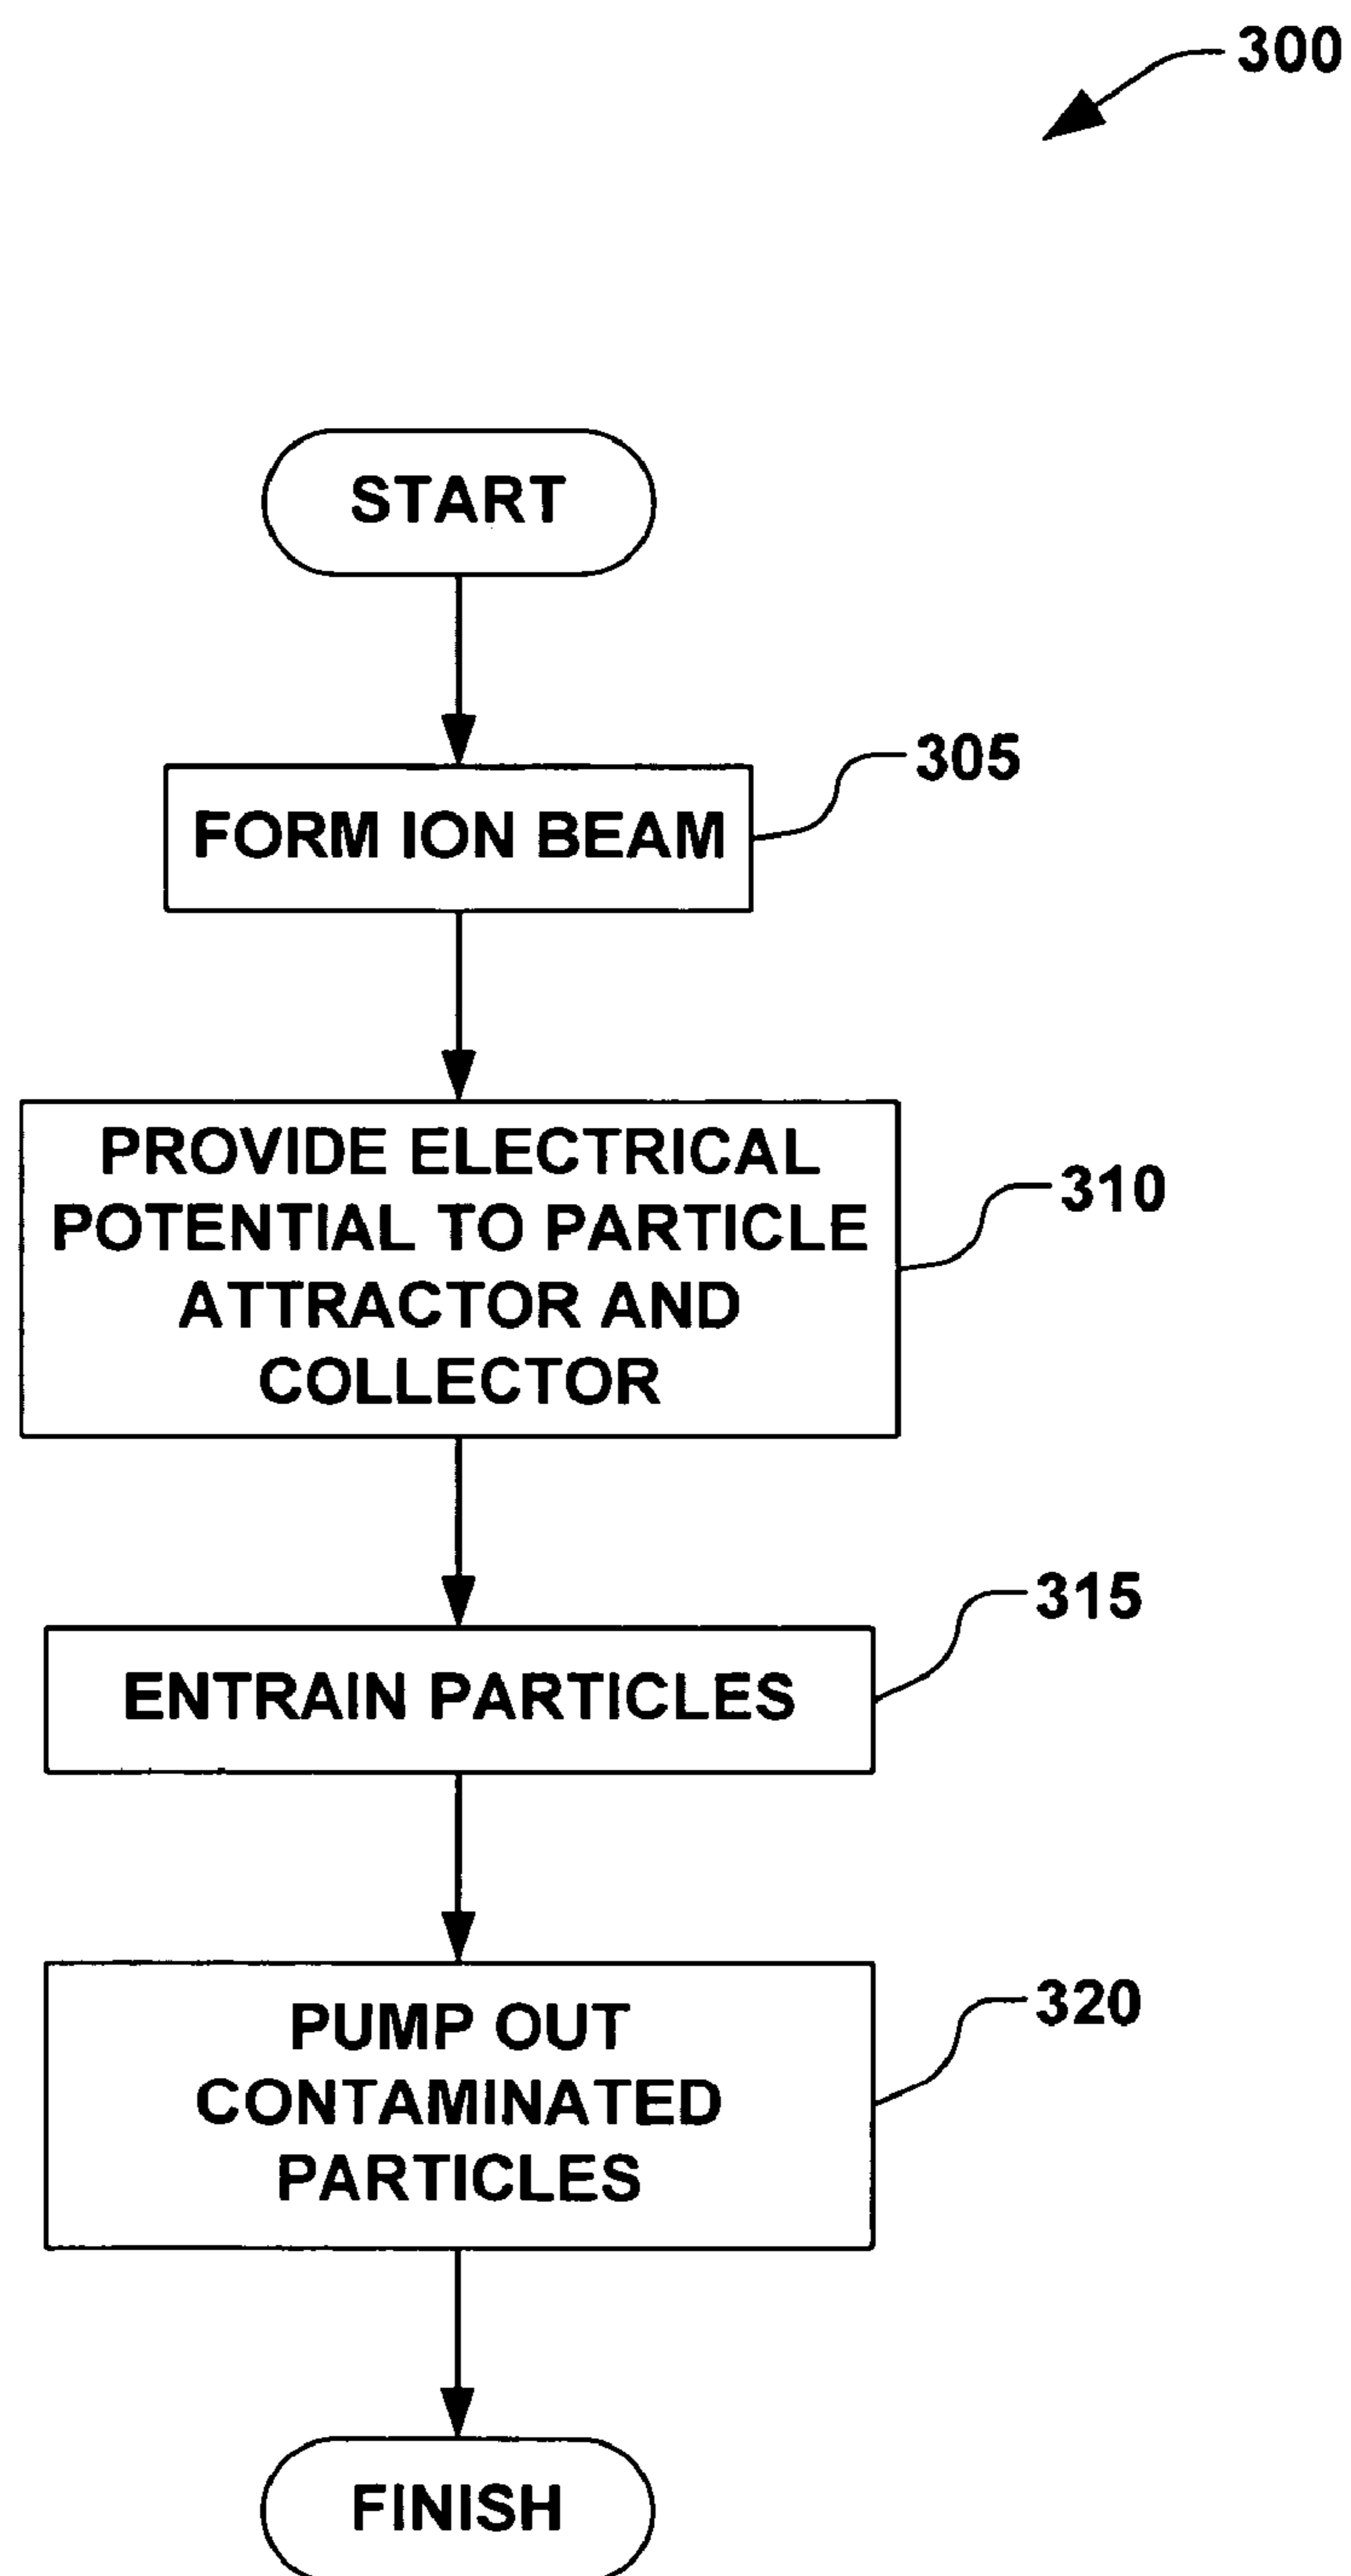 300
START
305
FORM ION BEAM
PROVIDE ELECTRICAL
POTENTIAL TO PARTICLE
ATTRACTOR AND
COLLECTOR
310
315
ENTRAIN PARTICLES
320
PUMP OUT
CONTAMINATED
PARTICLES
FINISH